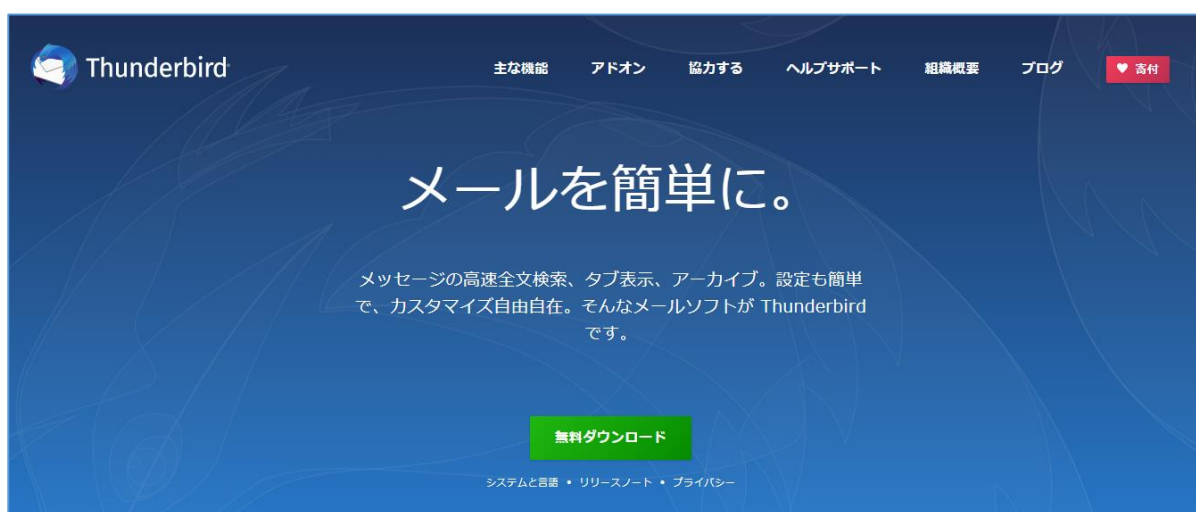 Thunderbird
主な機能 アドオン 協力する ヘルプサポート 組織概要 ブログ ♥ 寄付
メールを簡単に。
メッセージの高速全文検索、タブ表示、アーカイブ。設定も簡単
で、カスタマイズ自由自在。そんなメールソフトが Thunderbird
です。
無料ダウンロード
システムと言語 • リリースノート • プライバシー